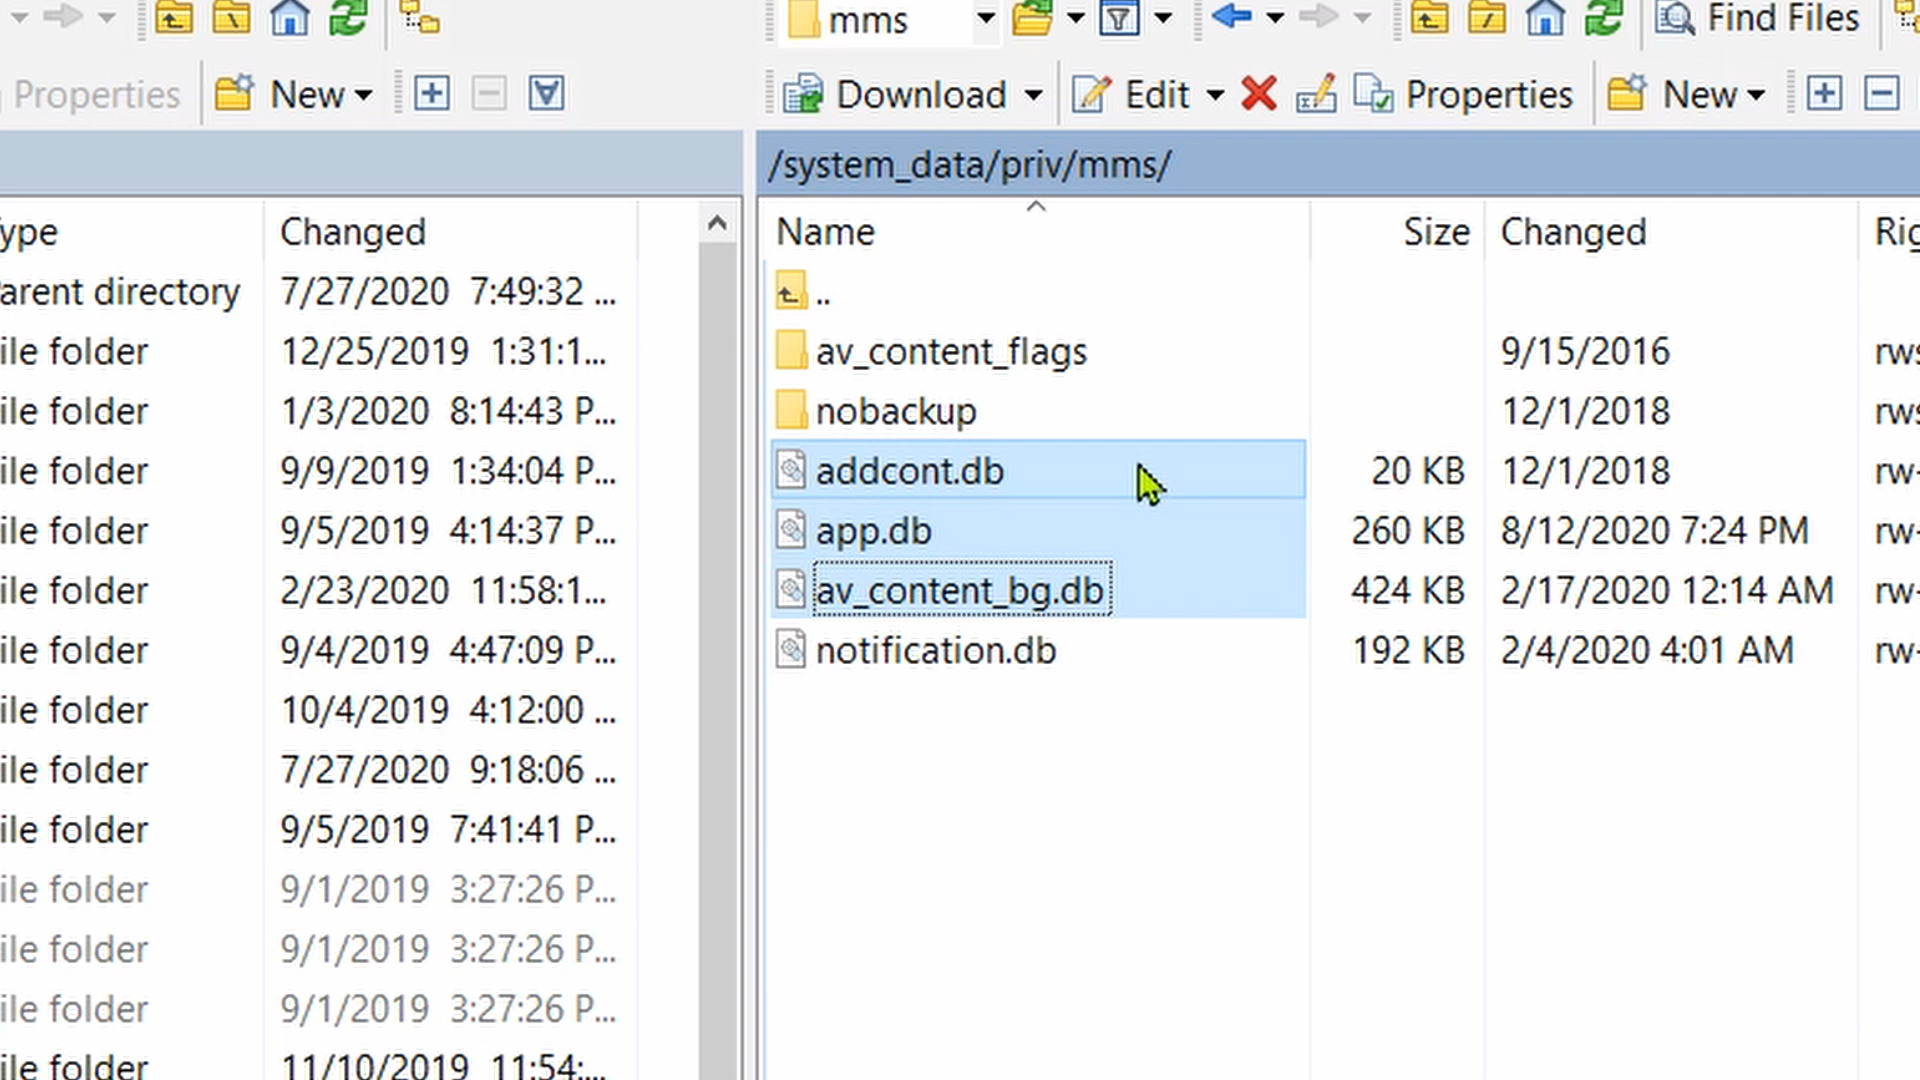 mms
Find Files
Properties
New
Download
Edit
Properties
New
/system_data/priv/mms/
ype
Changed
arent directory 7/27/2020 7:49:32 ...
ile folder 12/25/2019 1:31:1...
ile folder 1/3/2020 8:14:43 P...
ile folder 9/9/2019 1:34:04 P...
ile folder 9/5/2019 4:14:37 P...
ile folder 2/23/2020 11:58:1...
ile folder 9/4/2019 4:47:09 P...
ile folder 10/4/2019 4:12:00 ...
ile folder 7/27/2020 9:18:06 ...
ile folder 9/5/2019 7:41:41 P...
ile folder 9/1/2019 3:27:26 P...
ile folder 9/1/2019 3:27:26 P...
ile folder 9/1/2019 3:27:26 P...
ile folder 11/10/2019 11:54:...
Name Size Changed Rig
..
av_content_flags 9/15/2016 rws
nobackup 12/1/2018 rws
addcont.db 20 KB 12/1/2018 rw-
app.db 260 KB 8/12/2020 7:24 PM rw-
av_content_bg.db 424 KB 2/17/2020 12:14 AM rw-
notification.db 192 KB 2/4/2020 4:01 AM rw-